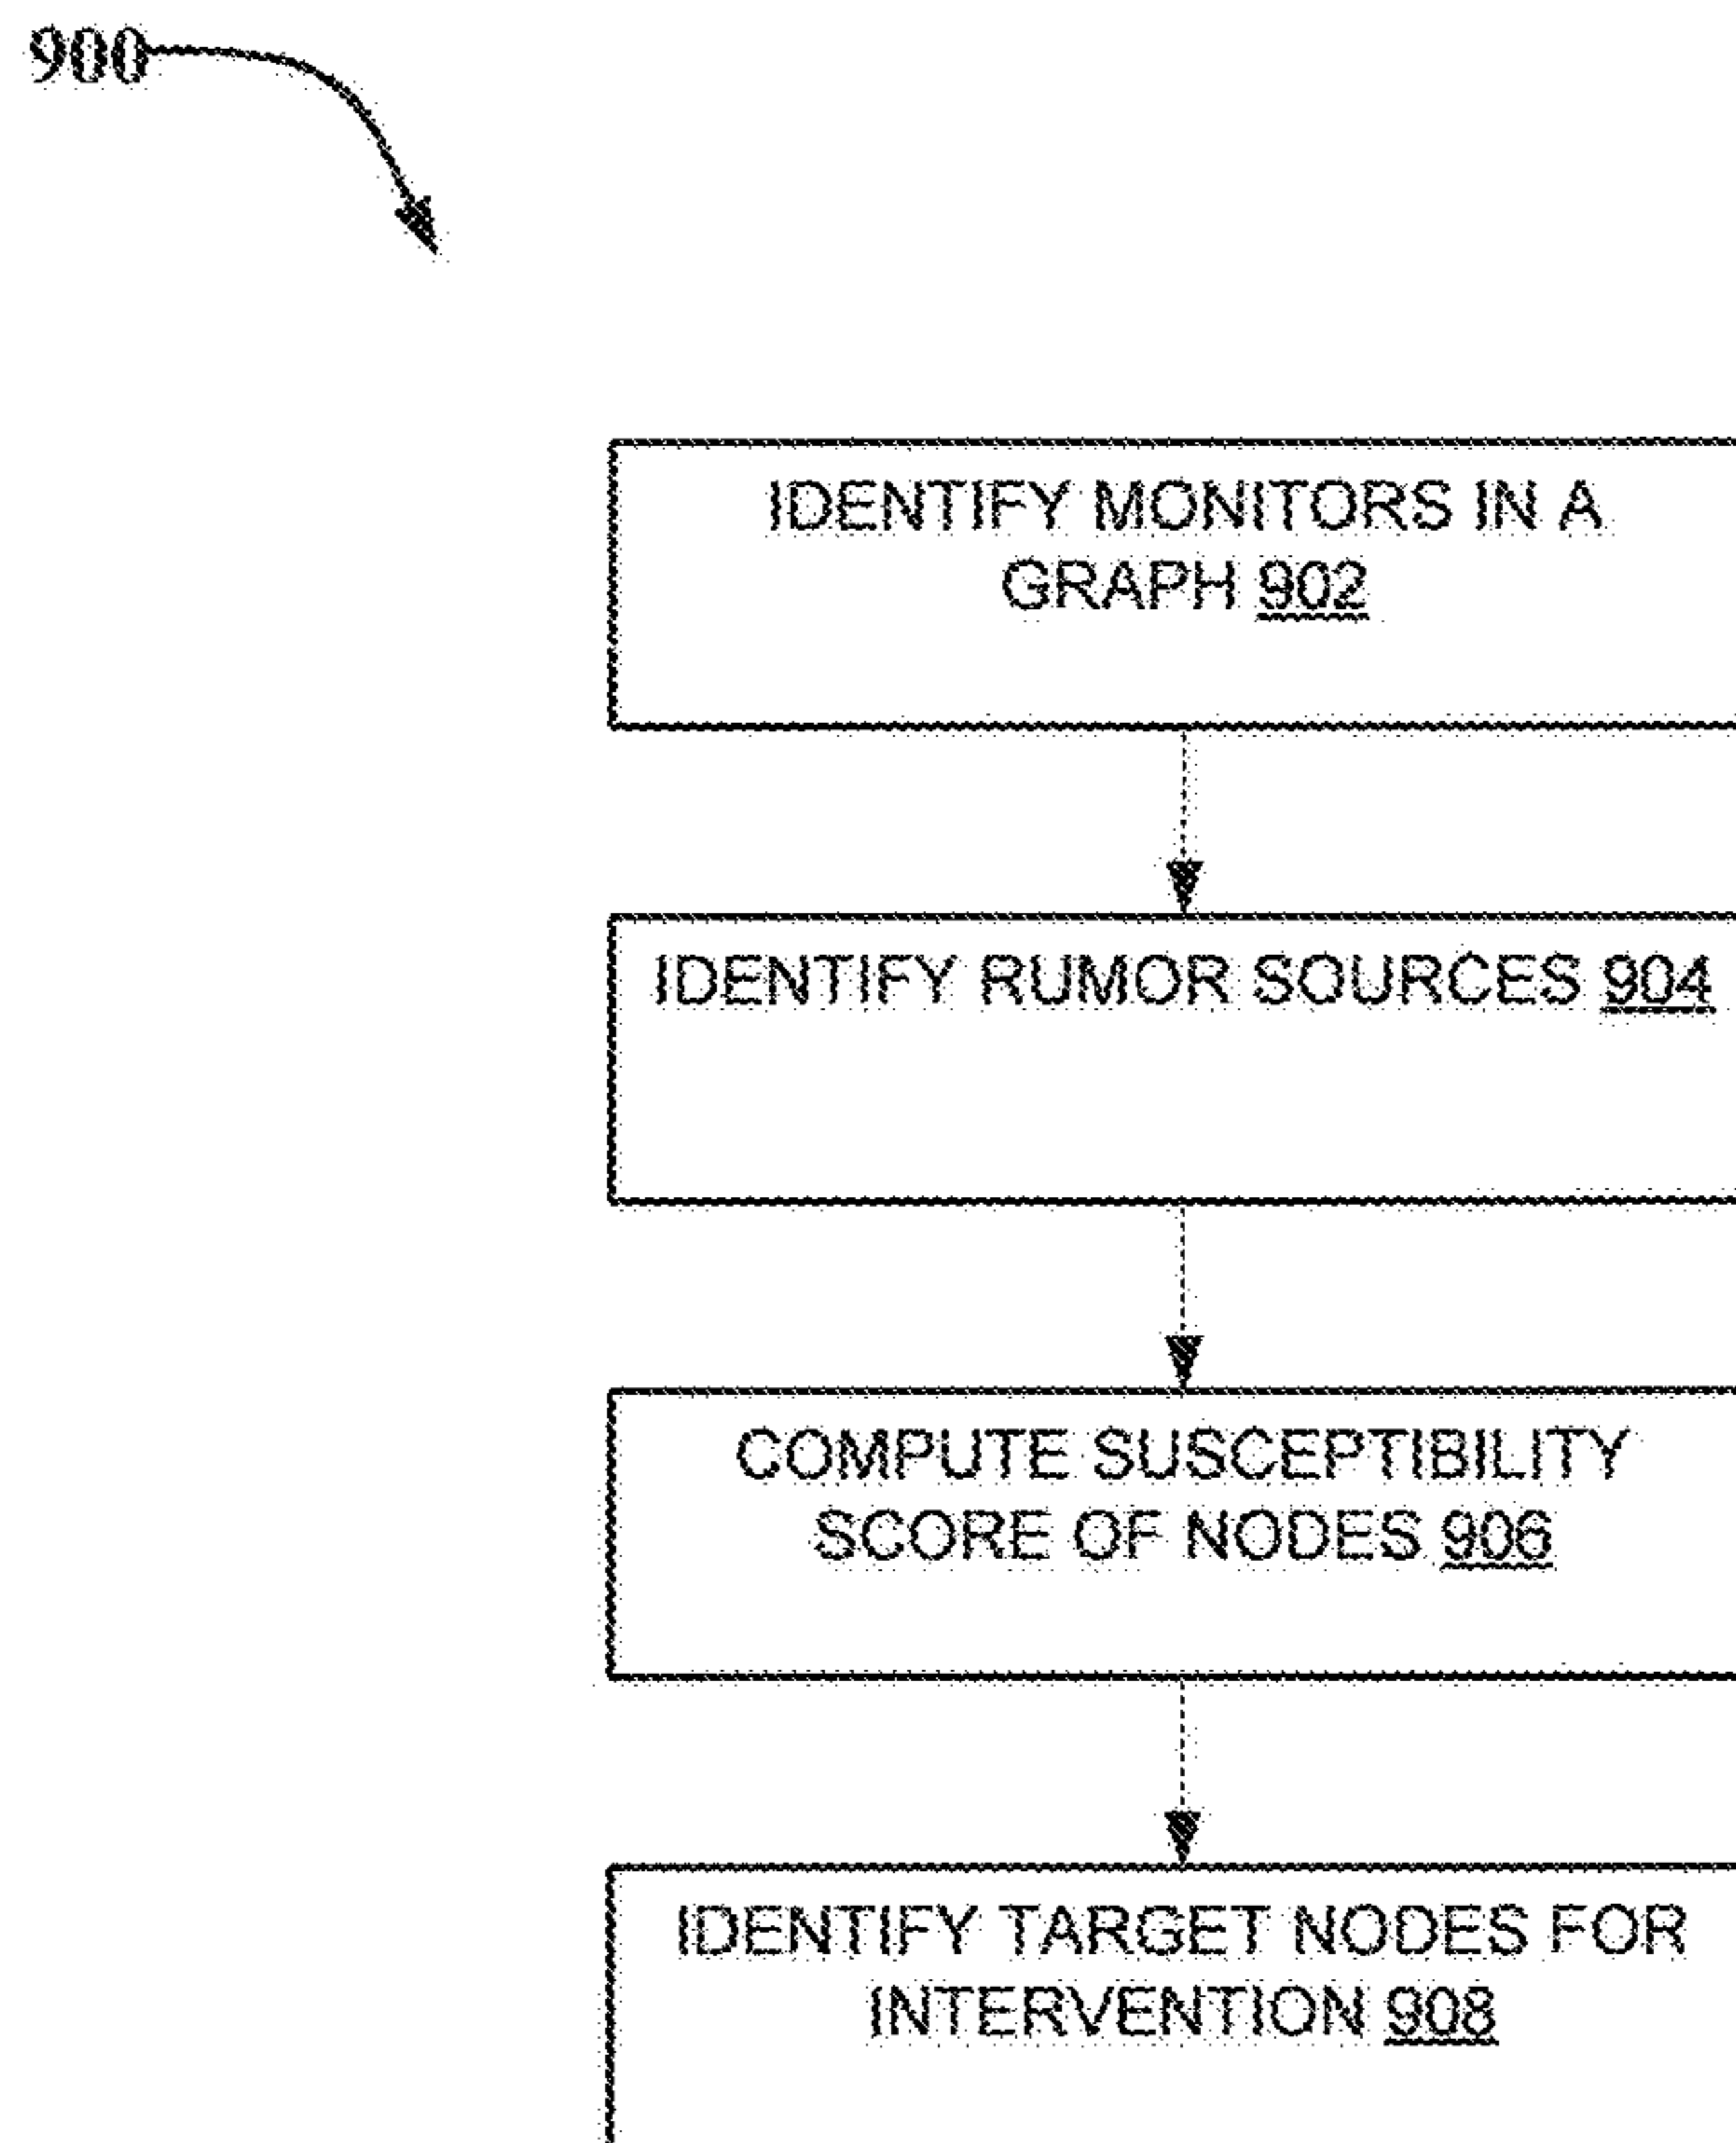 900
IDENTIFY MONITORS IN A
GRAPH 902
IDENTIFY RUMOR SOURCES 904
COMPUTE SUSCEPTIBILITY
SCORE OF NODES 906
IDENTIFY TARGET NODES FOR
INTERVENTION 908